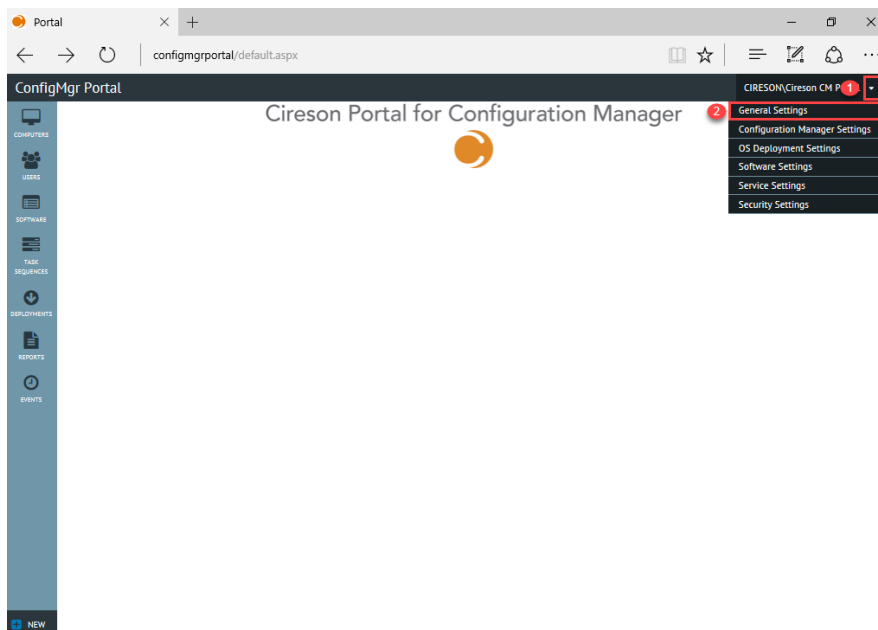 Portal
configmgrportal/default.aspx
ConfigMgr Portal
CIRESON\Cireson CM P
1
Cireson Portal for Configuration Manager
2
General Settings
Configuration Manager Settings
OS Deployment Settings
Software Settings
Service Settings
Security Settings
COMPUTERS
USERS
SOFTWARE
TASK
SEQUENCES
DEPLOYMENTS
REPORTS
EVENTS
NEW